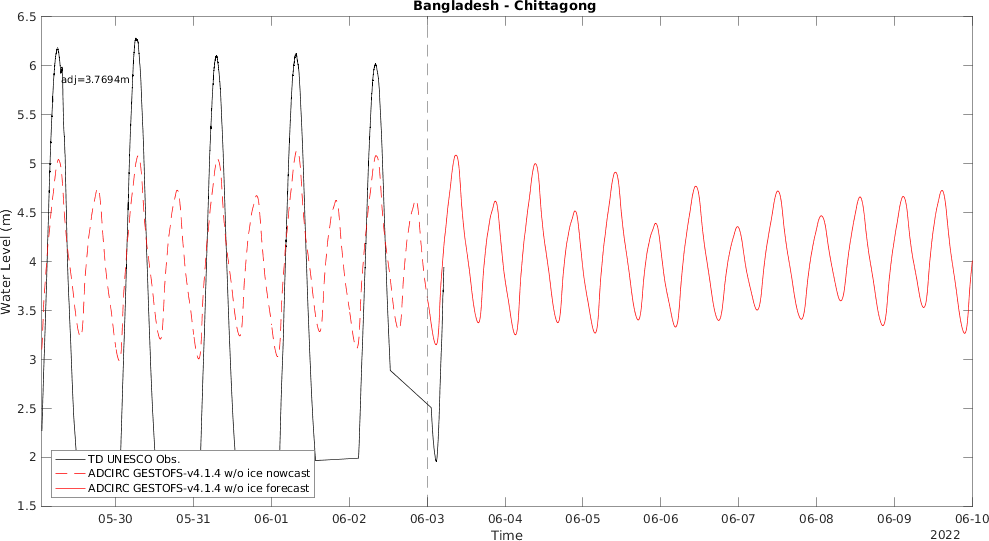 Bangladesh - Chittagong
Water Level (m)
6.5
6
5.5
5
4.5
4
3.5
3
2.5
2
1.5
adj=3.7694m
TD UNESCO Obs.
ADCIRC GESTOFS-v4.1.4 w/o ice nowcast
ADCIRC GESTOFS-v4.1.4 w/o ice forecast
05-30 05-31 06-01 06-02 06-03 06-04 06-05 06-06 06-07 06-08 06-09 06-10
Time
2022